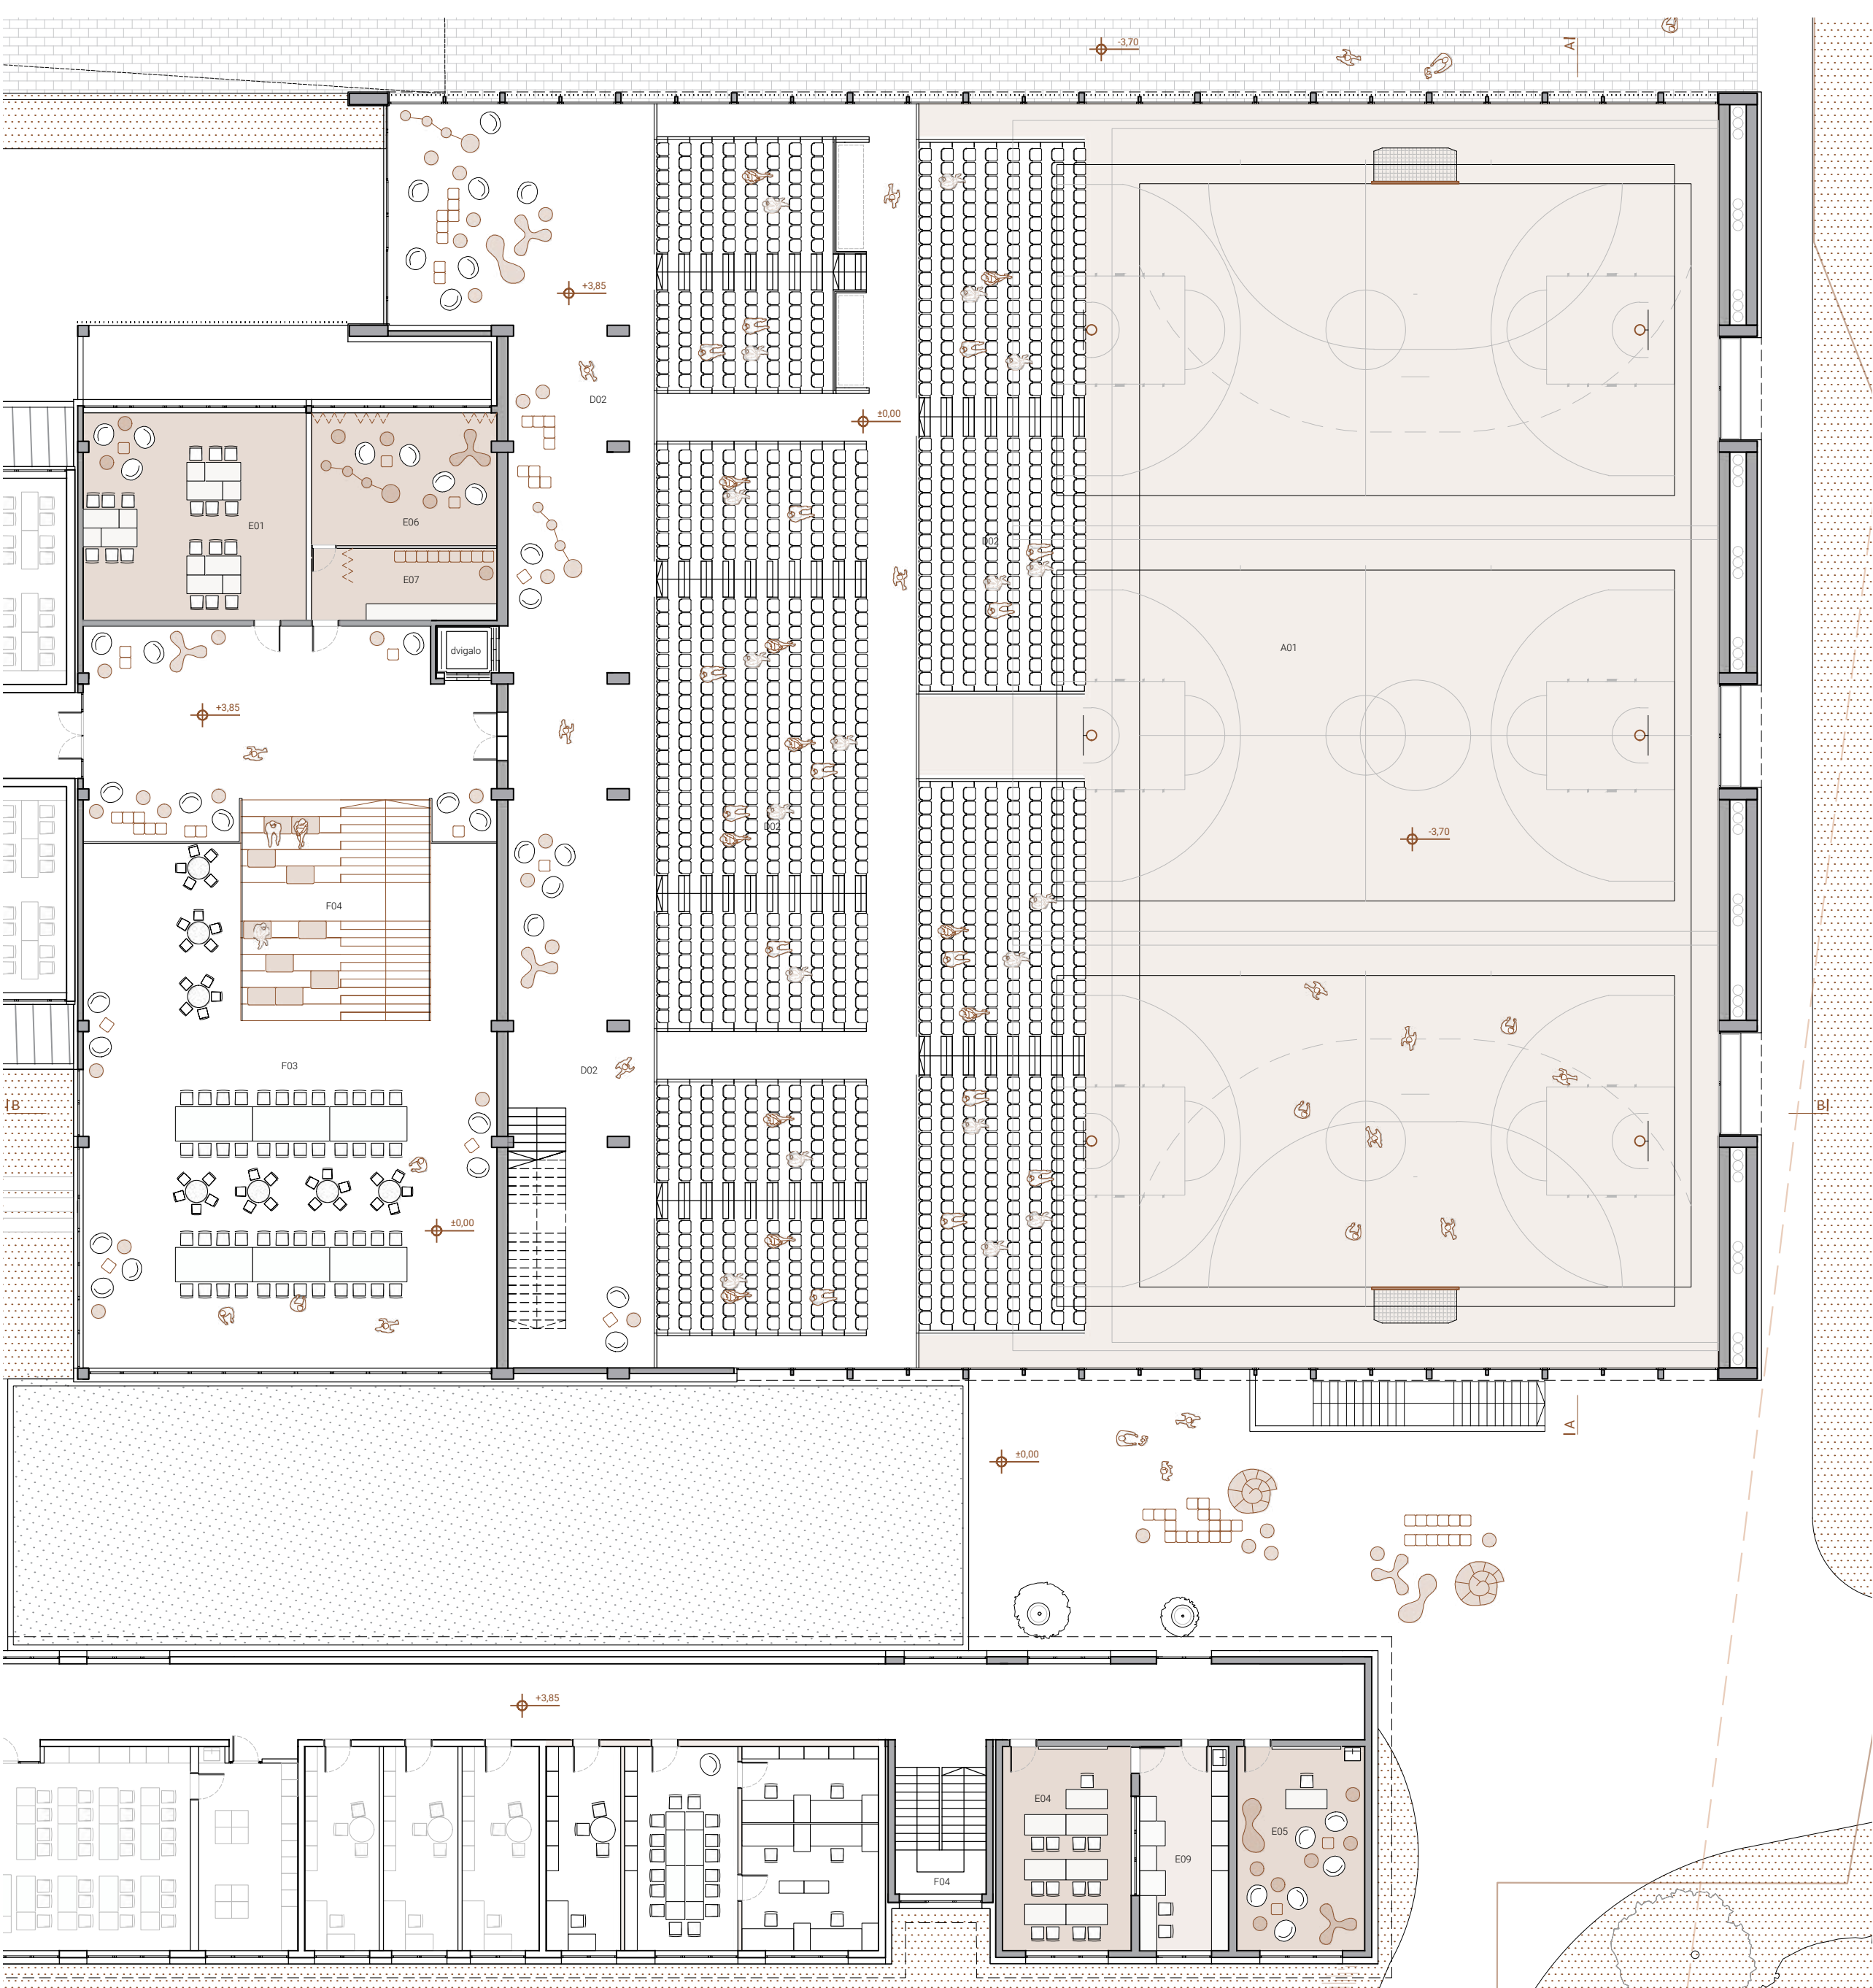 -3,70
A
+3,85
D02
±0,00
E01
E06
D02
E07
A01
dvigalo
+3,85
D02
-3,70
F04
F03
D02
B
B
±0,00
A
±0,00
+3,85
E04
E05
E09
F04